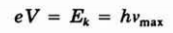 eV = E_k = hν_max